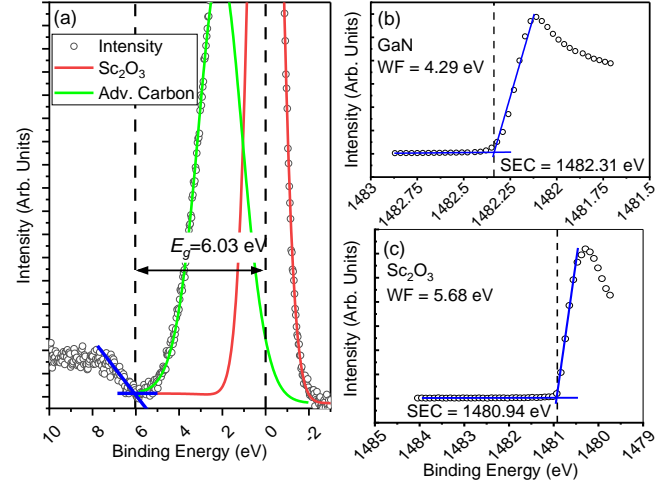 (a)
Intensity
Sc₂O₃
Adv. Carbon
E_g=6.03 eV
Intensity (Arb. Units)
10 8 6 4 2 0 -2
Binding Energy (eV)
(b)
GaN
WF = 4.29 eV
SEC = 1482.31 eV
Intensity (Arb. Units)
1483 1482.75 1482.5 1482.25 1482 1481.75 1481.5
(c)
Sc₂O₃
WF = 5.68 eV
SEC = 1480.94 eV
Intensity (Arb. Units)
1485 1484 1483 1482 1481 1480 1479
Binding Energy (eV)